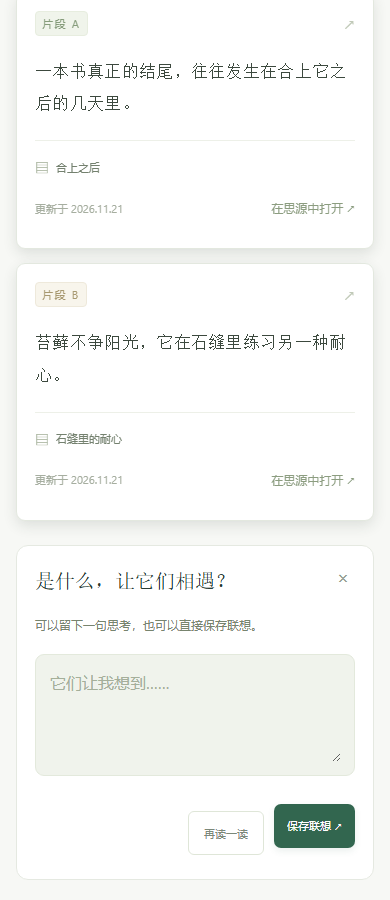 片段 A ↗
一本书真正的结尾，往往发生在合上它之
后的几天里。
合上之后
更新于 2026.11.21 在思源中打开 ↗
片段 B ↗
苔藓不争阳光，它在石缝里练习另一种耐
心。
石缝里的耐心
更新于 2026.11.21 在思源中打开 ↗
是什么，让它们相遇？ ×
可以留下一句思考，也可以直接保存联想。
它们让我想到……
再读一读 保存联想 ↗